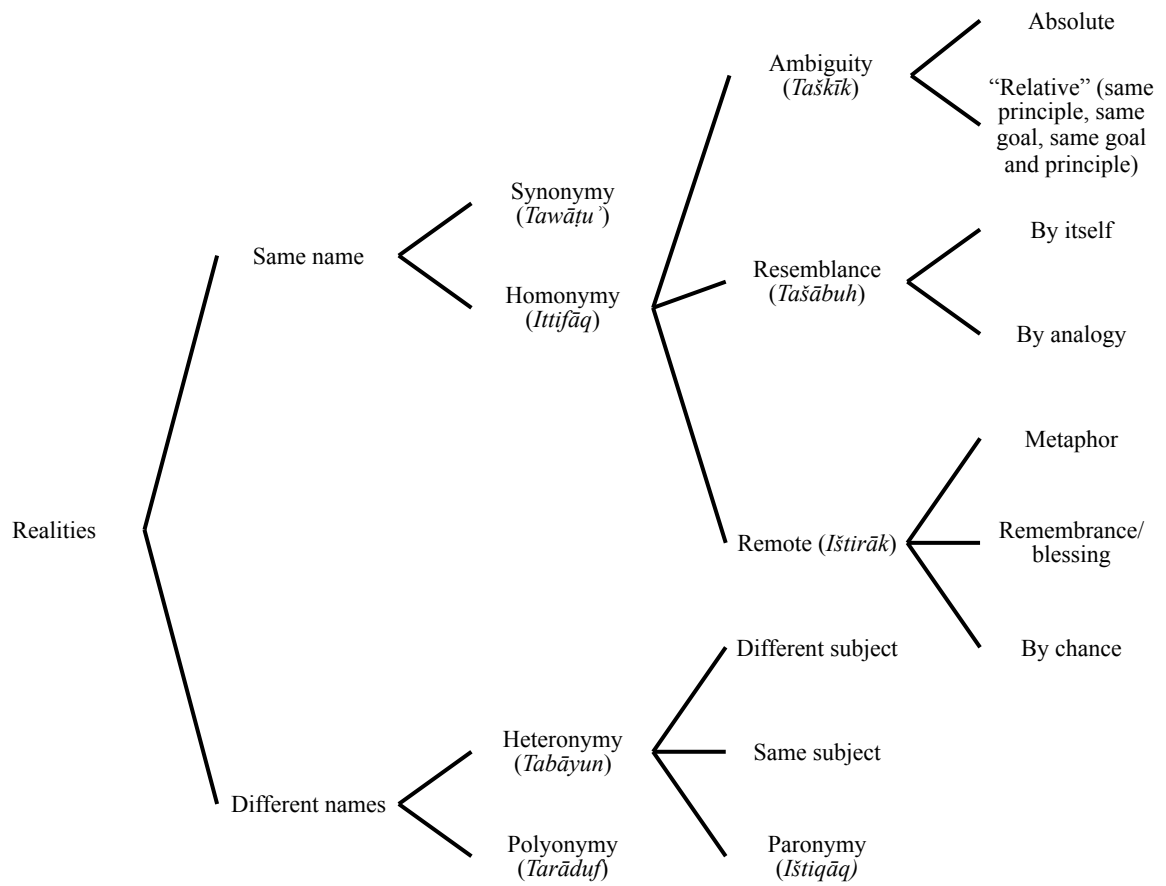 Realities
Same name
Different names
Synonymy
(Tawāṭuʾ)
Homonymy
(Ittifāq)
Heteronymy
(Tabāyun)
Polyonymy
(Tarāduf)
Ambiguity
(Taškīk)
Resemblance
(Tašābuh)
Remote (Ištirāk)
Different subject
Same subject
Paronymy
(Ištiqāq)
Absolute
“Relative” (same
principle, same
goal, same goal
and principle)
By itself
By analogy
Metaphor
Remembrance/
blessing
By chance